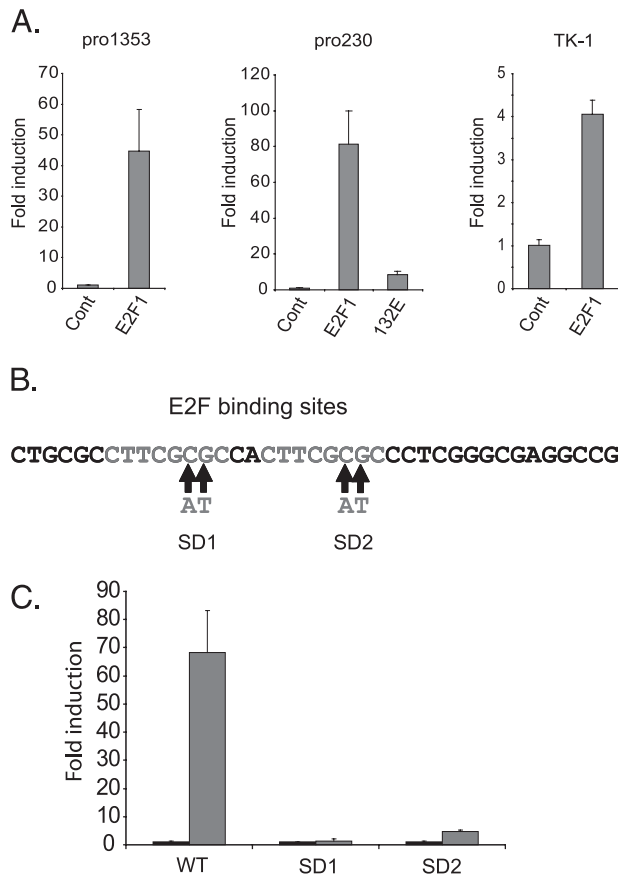 A.
pro1353
pro230
TK-1
Fold induction
70
60
50
40
30
20
10
0
Cont
E2F1
Fold induction
120
100
80
60
40
20
0
Cont
E2F1
132E
Fold induction
5
4
3
2
1
0
Cont
E2F1
B.
E2F binding sites
CTGCGCCTTCGCGCCACTTCGCGCCCTCGGGCGAGGCCG
AT AT
SD1 SD2
C.
Fold induction
90
80
70
60
50
40
30
20
10
0
WT SD1 SD2